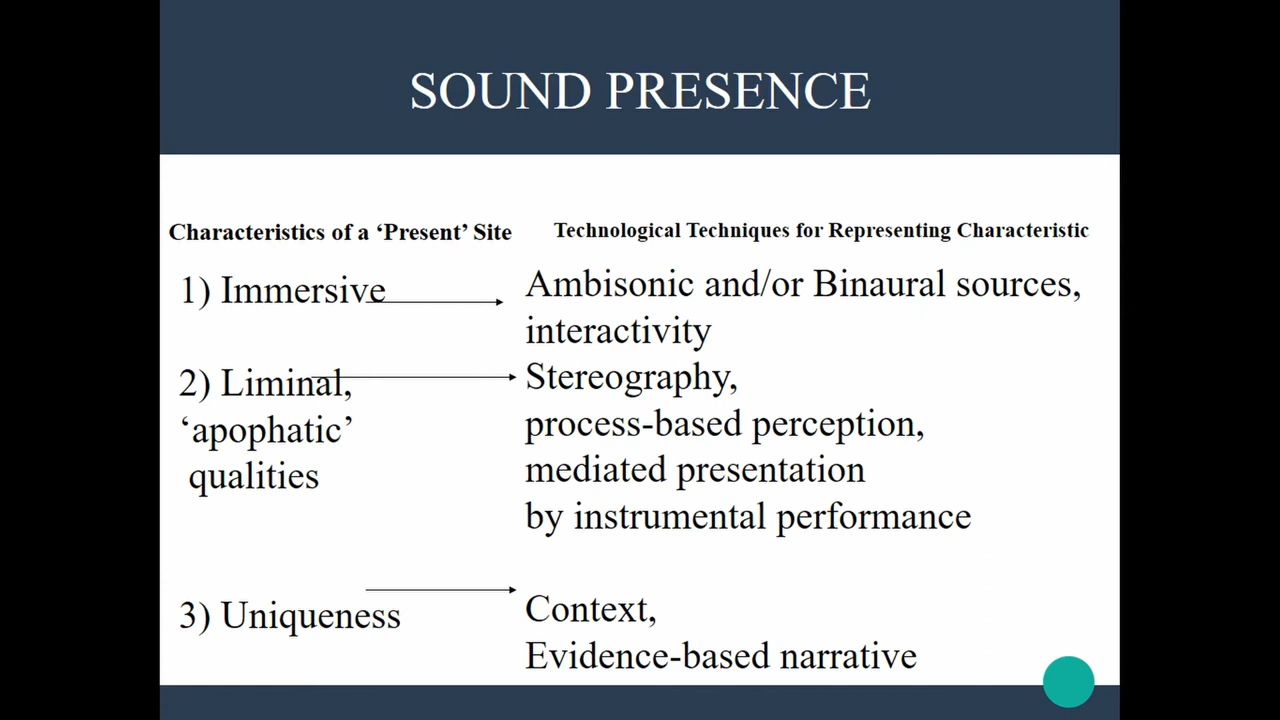 SOUND PRESENCE
Characteristics of a ‘Present’ Site
Technological Techniques for Representing Characteristic
1) Immersive
Ambisonic and/or Binaural sources,
interactivity
2) Liminal,
‘apophatic’
qualities
Stereography,
process-based perception,
mediated presentation
by instrumental performance
3) Uniqueness
Context,
Evidence-based narrative